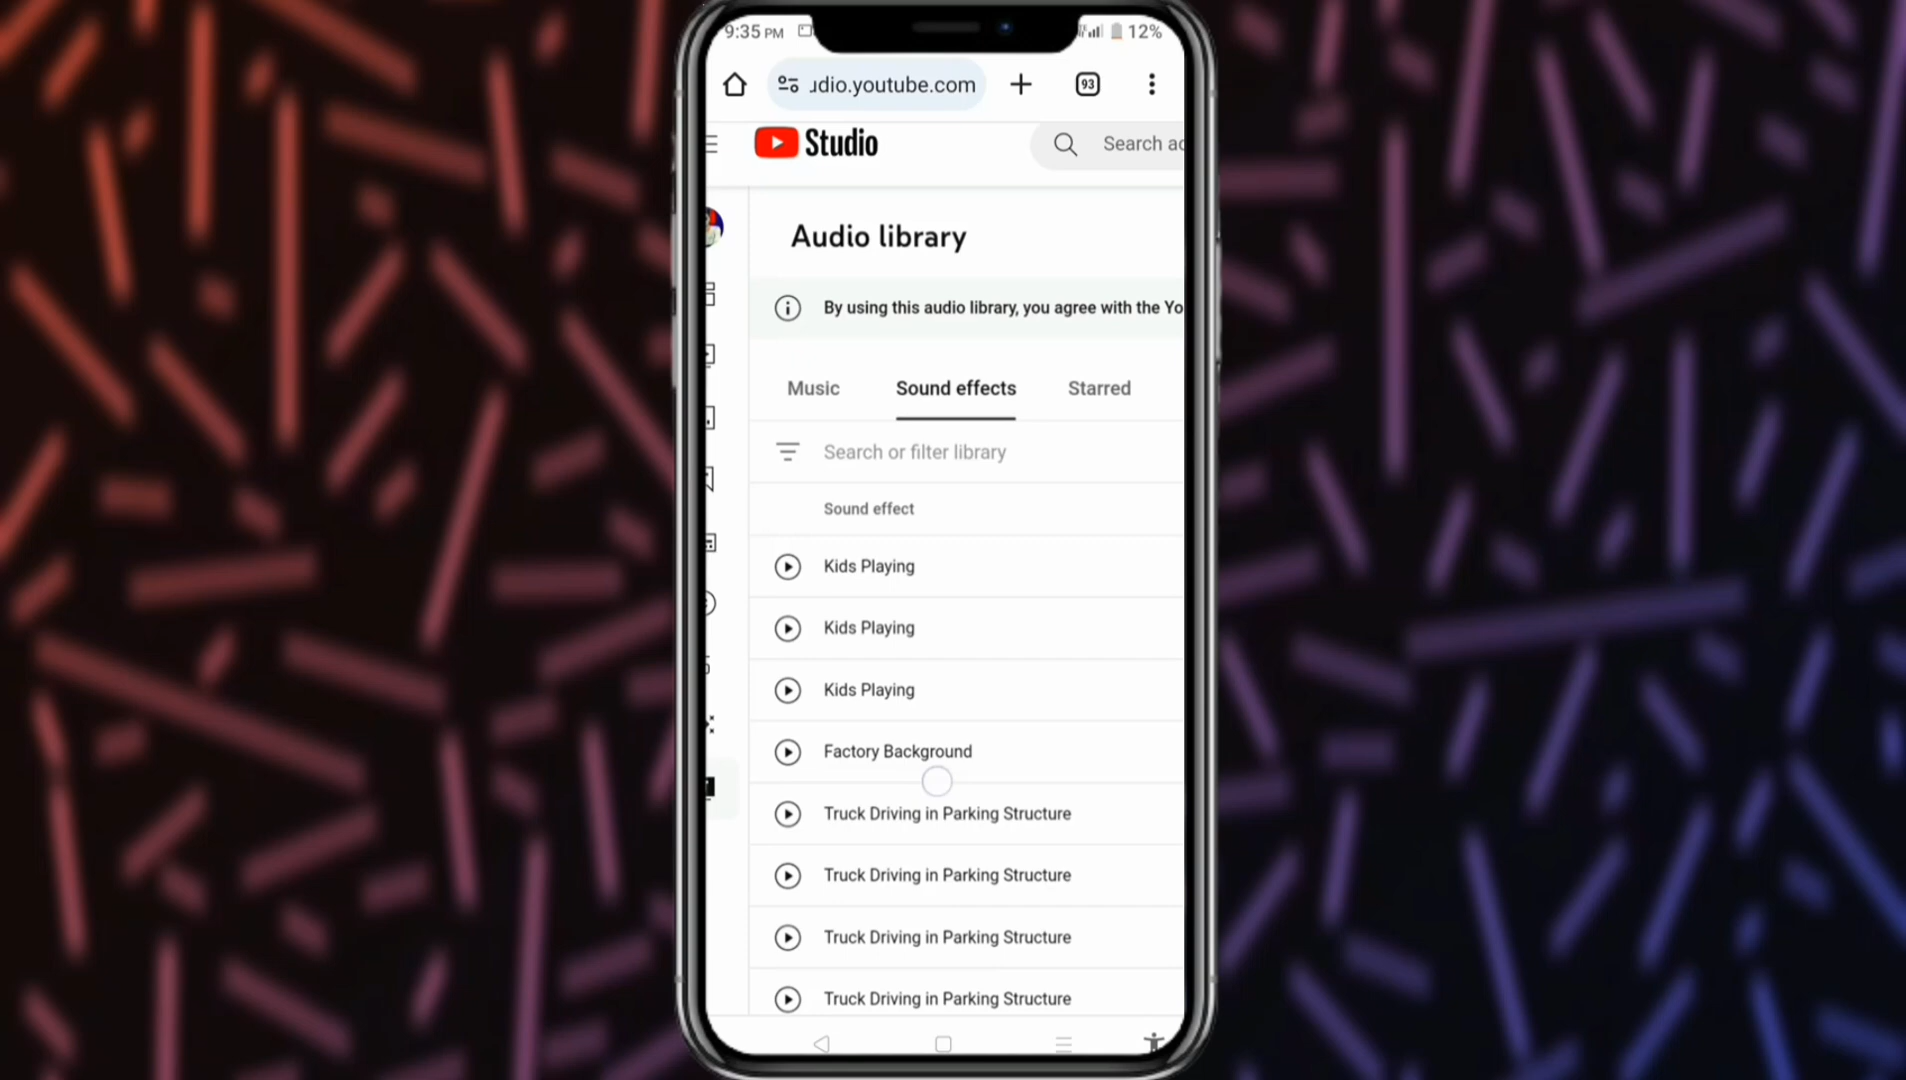 9:35 PM
12%
udio.youtube.com
93
Studio
Search ac
Audio library
By using this audio library, you agree with the Yo
Music
Sound effects
Starred
Search or filter library
Sound effect
Kids Playing
Kids Playing
Kids Playing
Factory Background
Truck Driving in Parking Structure
Truck Driving in Parking Structure
Truck Driving in Parking Structure
Truck Driving in Parking Structure